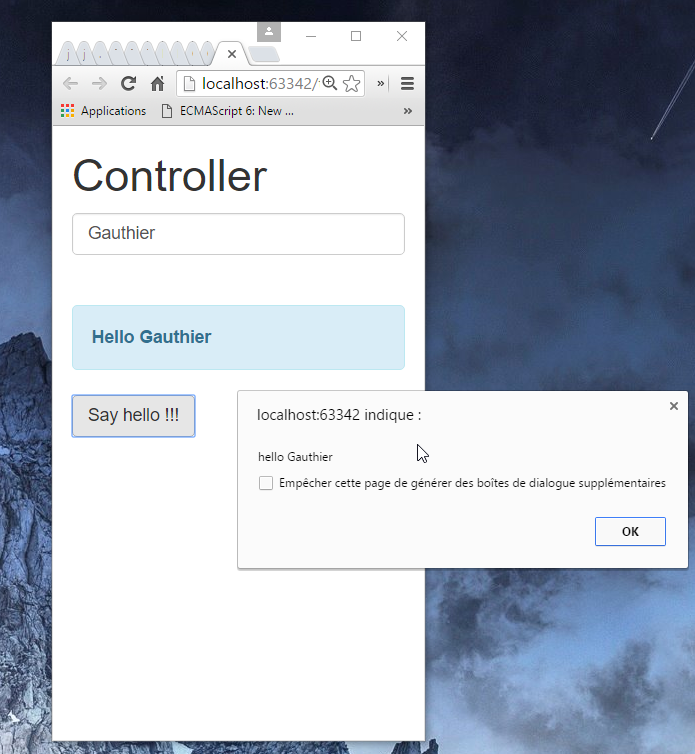 localhost:63342/
Applications
ECMAScript 6: New ...
»
Controller
Gauthier
Hello Gauthier
Say hello !!!
localhost:63342 indique :
hello Gauthier
Empêcher cette page de générer des boîtes de dialogue supplémentaires
OK